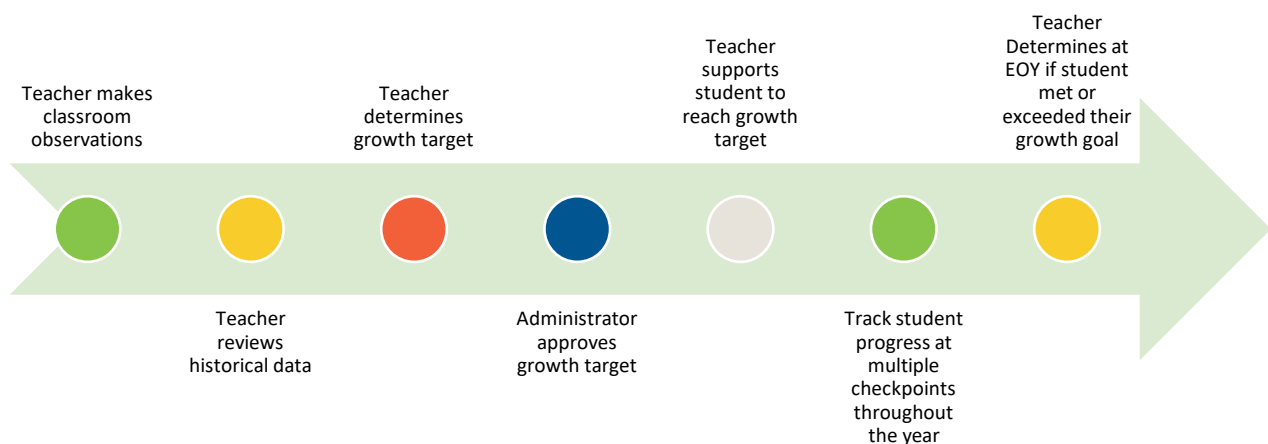 Teacher makes
classroom
observations
Teacher
reviews
historical data
Teacher
determines
growth target
Administrator
approves
growth target
Teacher
supports
student to
reach growth
target
Track student
progress at
multiple
checkpoints
throughout
the year
Teacher
Determines at
EOY if student
met or
exceeded their
growth goal